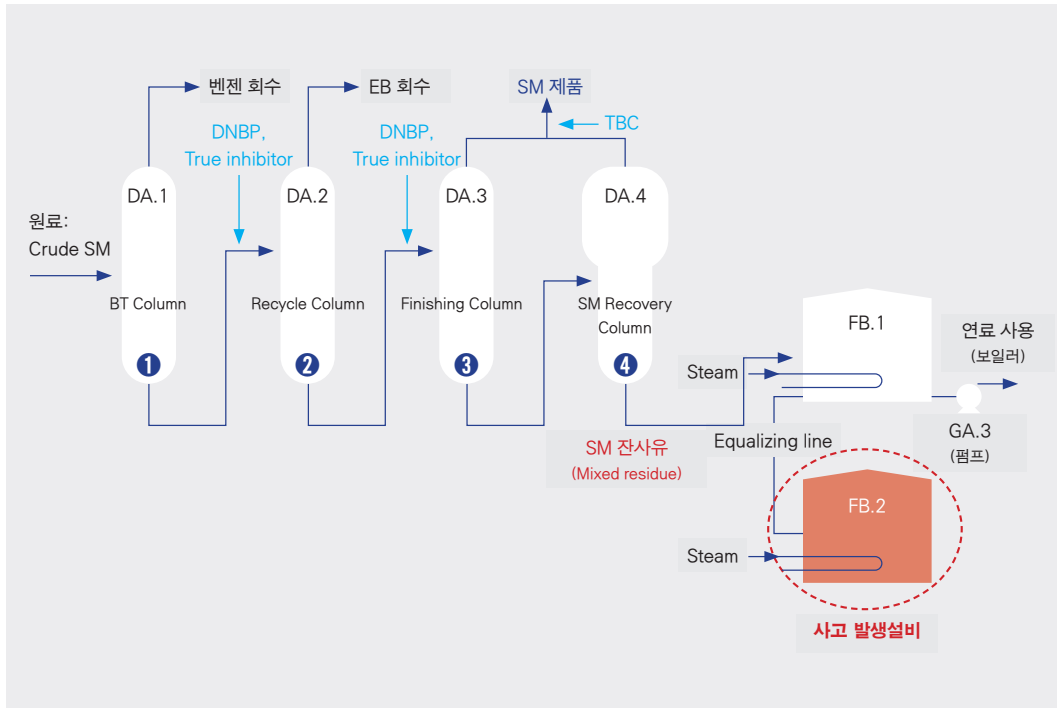 벤젠 회수
EB 회수
SM 제품
TBC
DNBP,
True inhibitor
DNBP,
True inhibitor
DA.1
DA.2
DA.3
DA.4
원료:
Crude SM
BT Column
Recycle Column
Finishing Column
SM Recovery
Column
1
2
3
4
FB.1
연료 사용
(보일러)
Steam
GA.3
(펌프)
SM 잔사유
(Mixed residue)
Equalizing line
FB.2
Steam
사고 발생설비